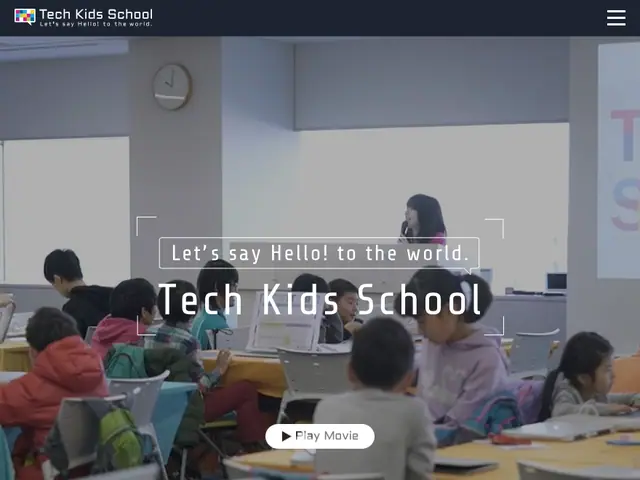 Tech Kids School
Let's say Hello! to the world.
Let's say Hello! to the world.
Tech Kids School
Play Movie